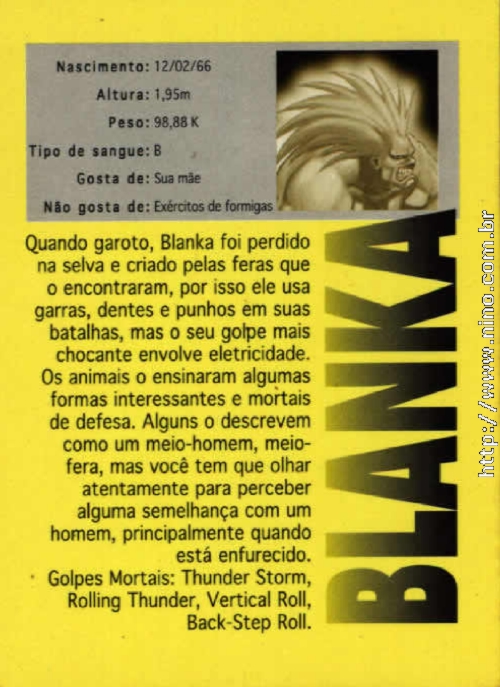 Nascimento: 12/02/66
Altura: 1,95m
Peso: 98,88 K
Tipo de sangue: B
Gosta de: Sua mãe
Não gosta de: Exércitos de formigas
Quando garoto, Blanka foi perdido
na selva e criado pelas feras que
o encontraram, por isso ele usa
garras, dentes e punhos em suas
batalhas, mas o seu golpe mais
chocante envolve eletricidade.
Os animais o ensinaram algumas
formas interessantes e mortais
de defesa. Alguns o descrevem
como um meio-homem, meio-
fera, mas você tem que olhar
atentamente para perceber
alguma semelhança com um
homem, principalmente quando
está enfurecido.
Golpes Mortais: Thunder Storm,
Rolling Thunder, Vertical Roll,
Back-Step Roll.
BLANKA
http://www.nino.com.br